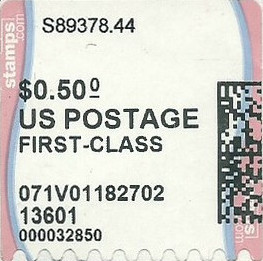 stamps.com
S89378.44
$0.50⁰
US POSTAGE
FIRST-CLASS
071V01182702
13601
000032850